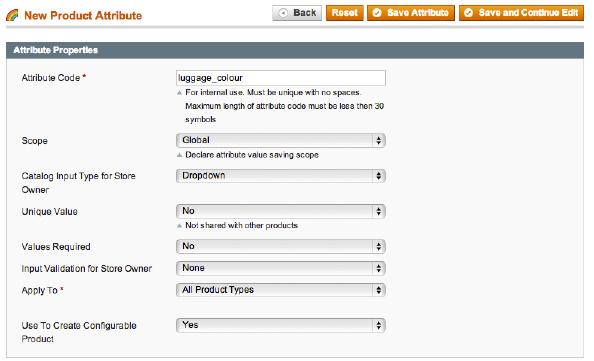 New Product Attribute
Back
Reset
Save Attribute
Save and Continue Edit
Attribute Properties
Attribute Code *
luggage_colour
For internal use. Must be unique with no spaces.
Maximum length of attribute code must be less then 30
symbols
Scope
Global
Declare attribute value saving scope
Catalog Input Type for Store
Owner
Dropdown
Unique Value
No
Not shared with other products
Values Required
No
Input Validation for Store Owner
None
Apply To *
All Product Types
Use To Create Configurable
Product
Yes